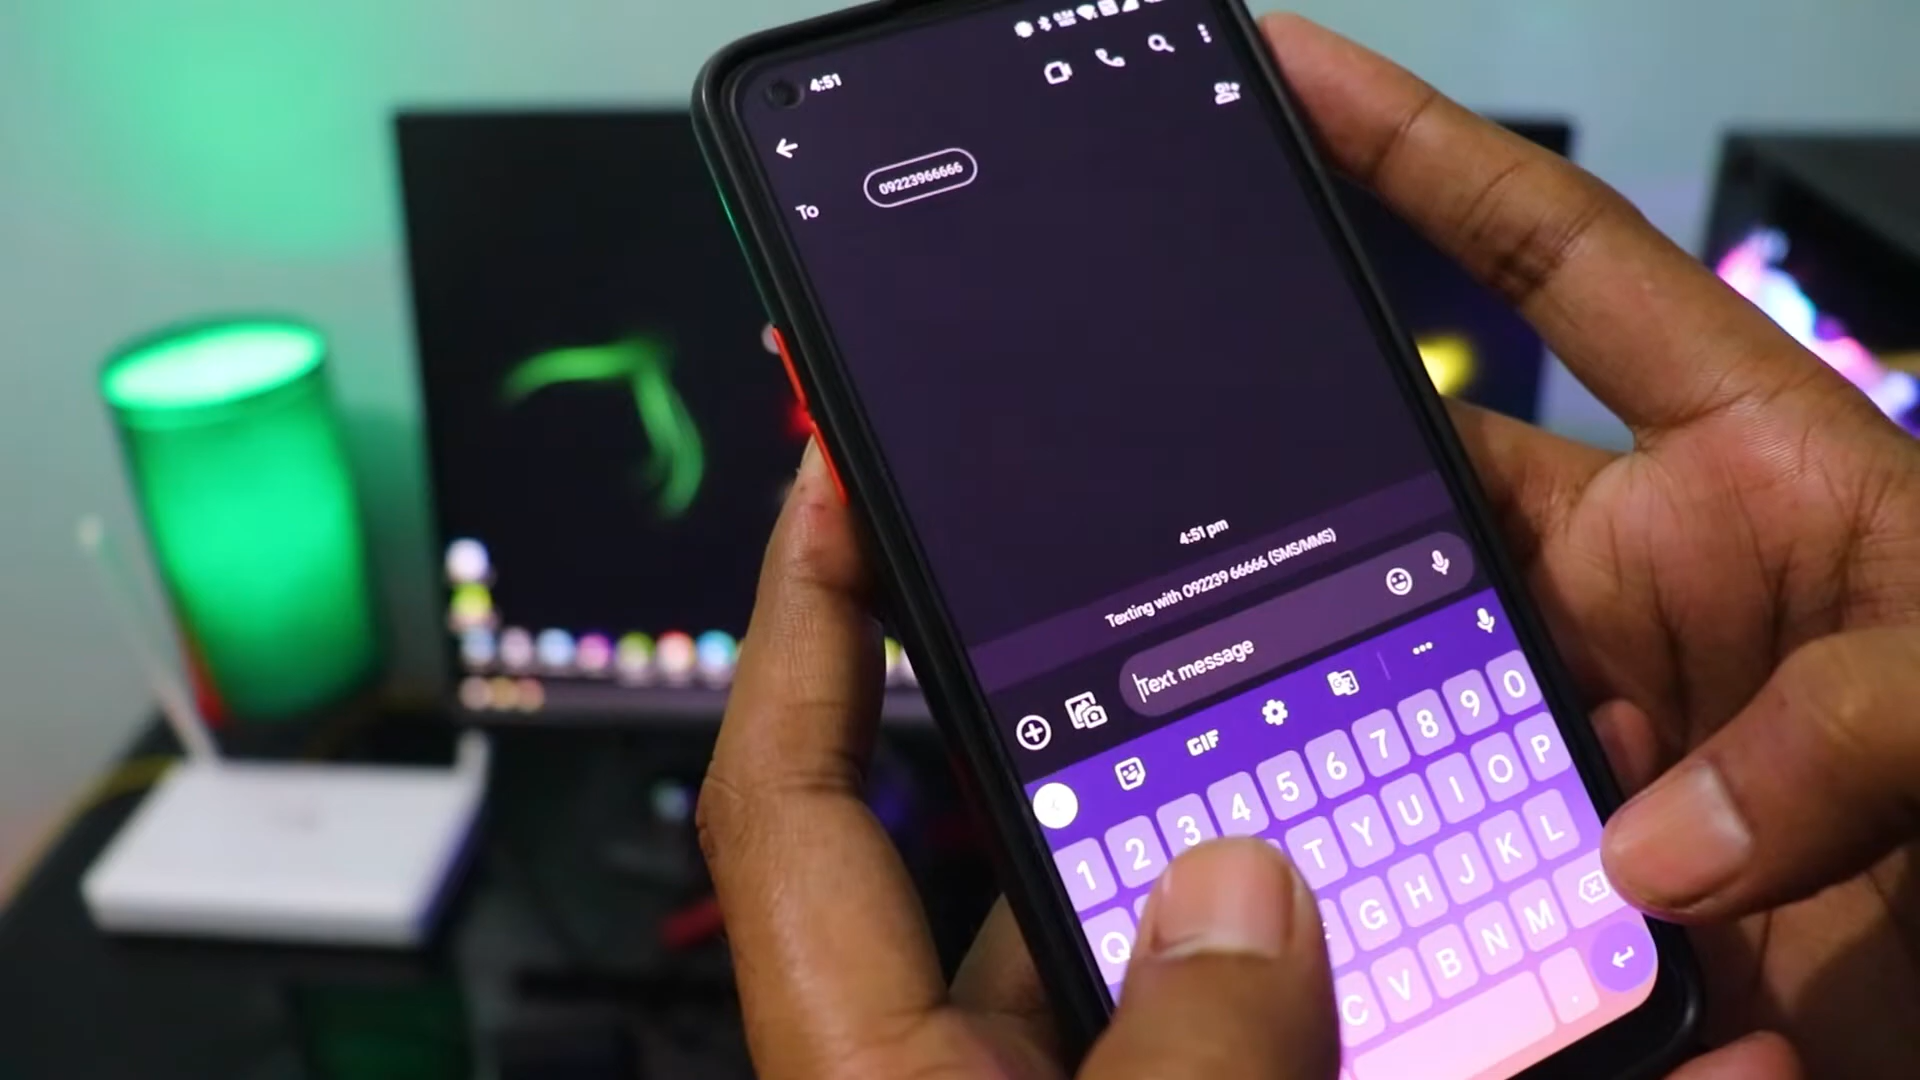 4:51
To
09223966666
4:51 pm
Texting with 092239 66666 (SMS/MMS)
Text message
GIF
1 2 3 4 5 6 7 8 9 0
Q T Y U I O P
G H J K L
C V B N M
.